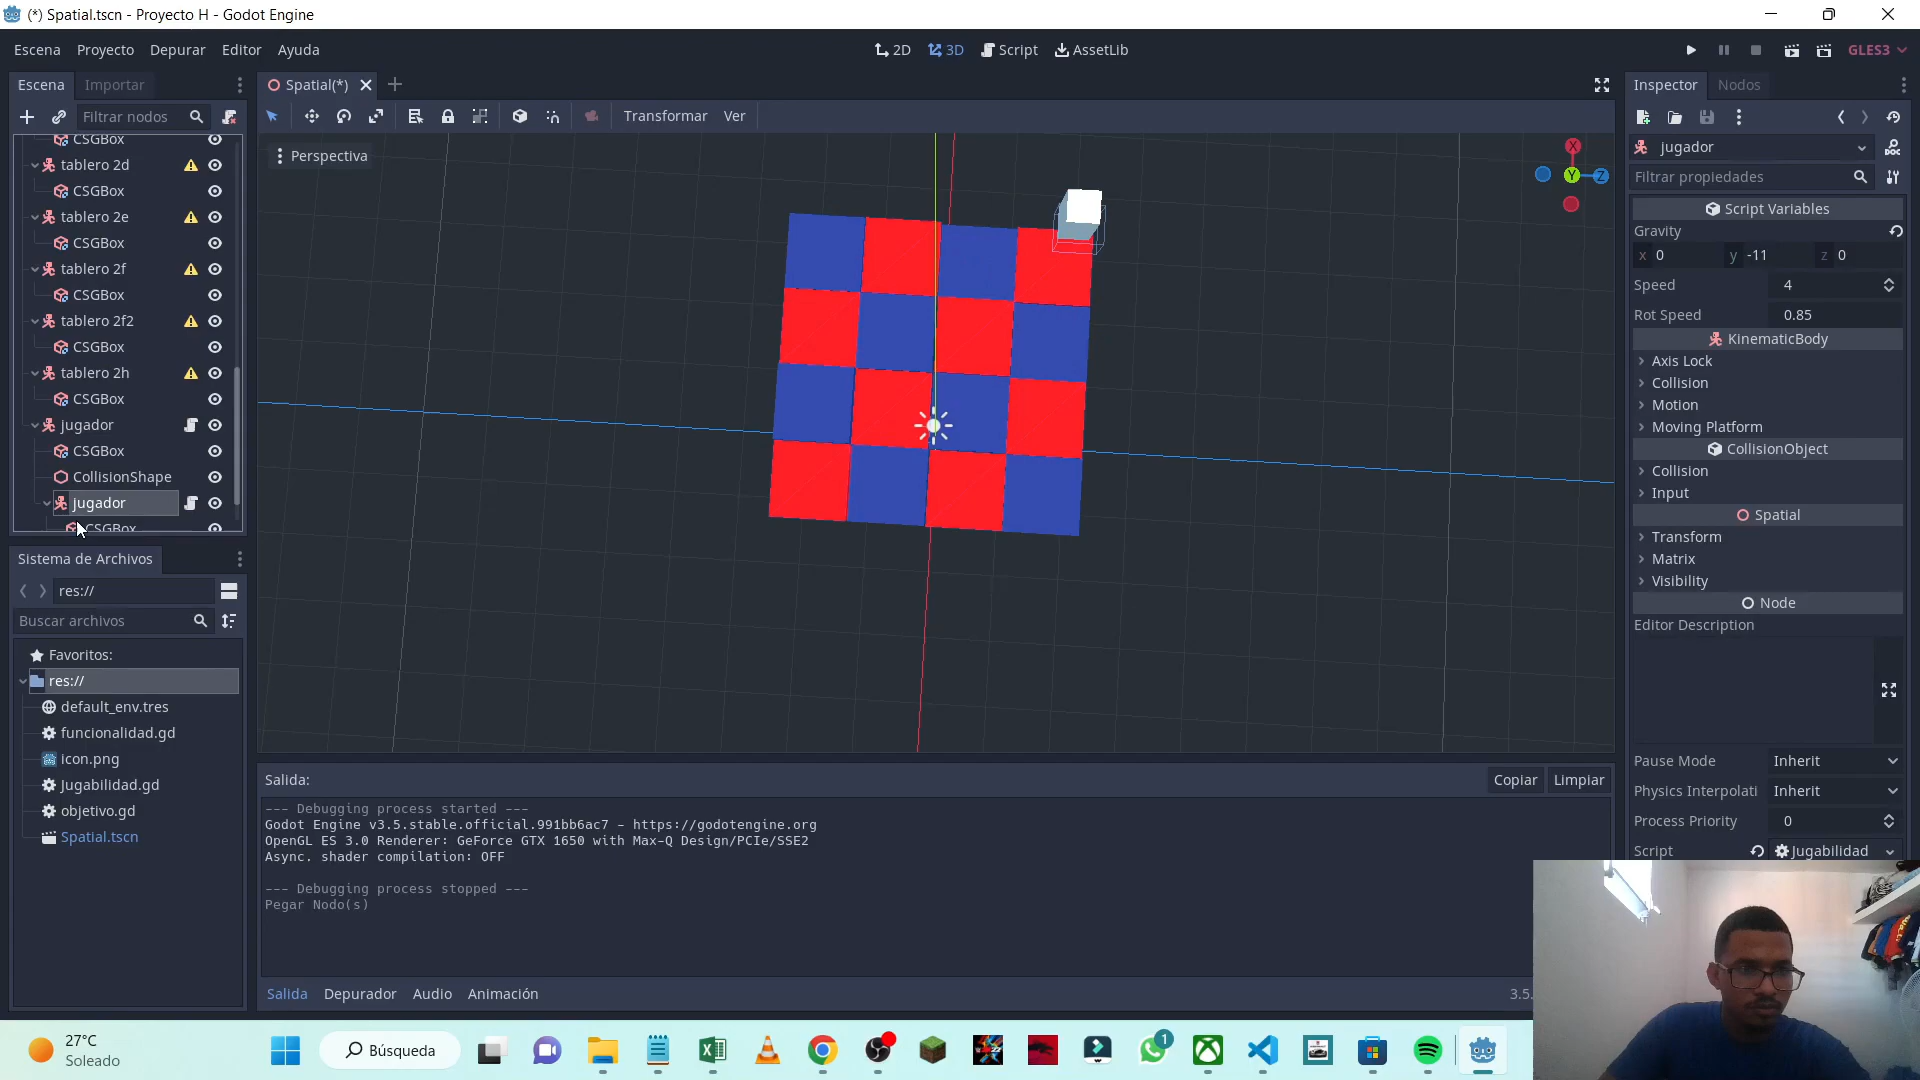 (*) Spatial.tscn - Proyecto H - Godot Engine
Escena Proyecto Depurar Editor Ayuda
2D 3D Script AssetLib
GLES3
Escena Importar
Spatial(*)
Inspector Nodos
Filtrar nodos
Transformar Ver
CSGBox
tablero 2d
CSGBox
tablero 2e
CSGBox
tablero 2f
CSGBox
tablero 2f2
CSGBox
tablero 2h
CSGBox
jugador
CSGBox
CollisionShape
jugador
CSGBox
Perspectiva
X
Y
Z
jugador
Filtrar propiedades
Script Variables
Gravity
x 0 y -11 z 0
Speed 4
Rot Speed 0.85
KinematicBody
Axis Lock
Collision
Motion
Moving Platform
CollisionObject
Collision
Input
Spatial
Transform
Matrix
Visibility
Node
Editor Description
Pause Mode Inherit
Physics Interpolati Inherit
Process Priority 0
Script Jugabilidad
Sistema de Archivos
res://
Buscar archivos
Favoritos:
res://
default_env.tres
funcionalidad.gd
icon.png
Jugabilidad.gd
objetivo.gd
Spatial.tscn
Salida: Copiar Limpiar
--- Debugging process started ---
Godot Engine v3.5.stable.official.991bb6ac7 - https://godotengine.org
OpenGL ES 3.0 Renderer: GeForce GTX 1650 with Max-Q Design/PCIe/SSE2
Async. shader compilation: OFF
--- Debugging process stopped ---
Pegar Nodo(s)
Salida Depurador Audio Animación
3.5.
27°C
Soleado
Búsqueda
1